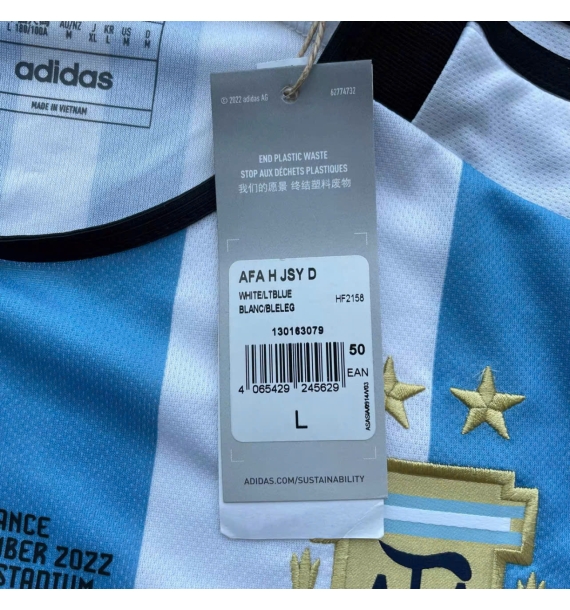 L 180/100A AU/NZ M J XL L US M D M
adidas
MADE IN VIETNAM
© 2022 adidas AG 62774732
END PLASTIC WASTE
STOP AUX DÉCHETS PLASTIQUES
我们的愿景 终结塑料废物
AFA H JSY D
WHITE/LTBLUE HF2158
BLANC/BLELEG
130163079
50
EAN
4 065429 245629
L
ADIDAS.COM/SUSTAINABILITY
ANCE
BER 2022
STADIUM
AFA